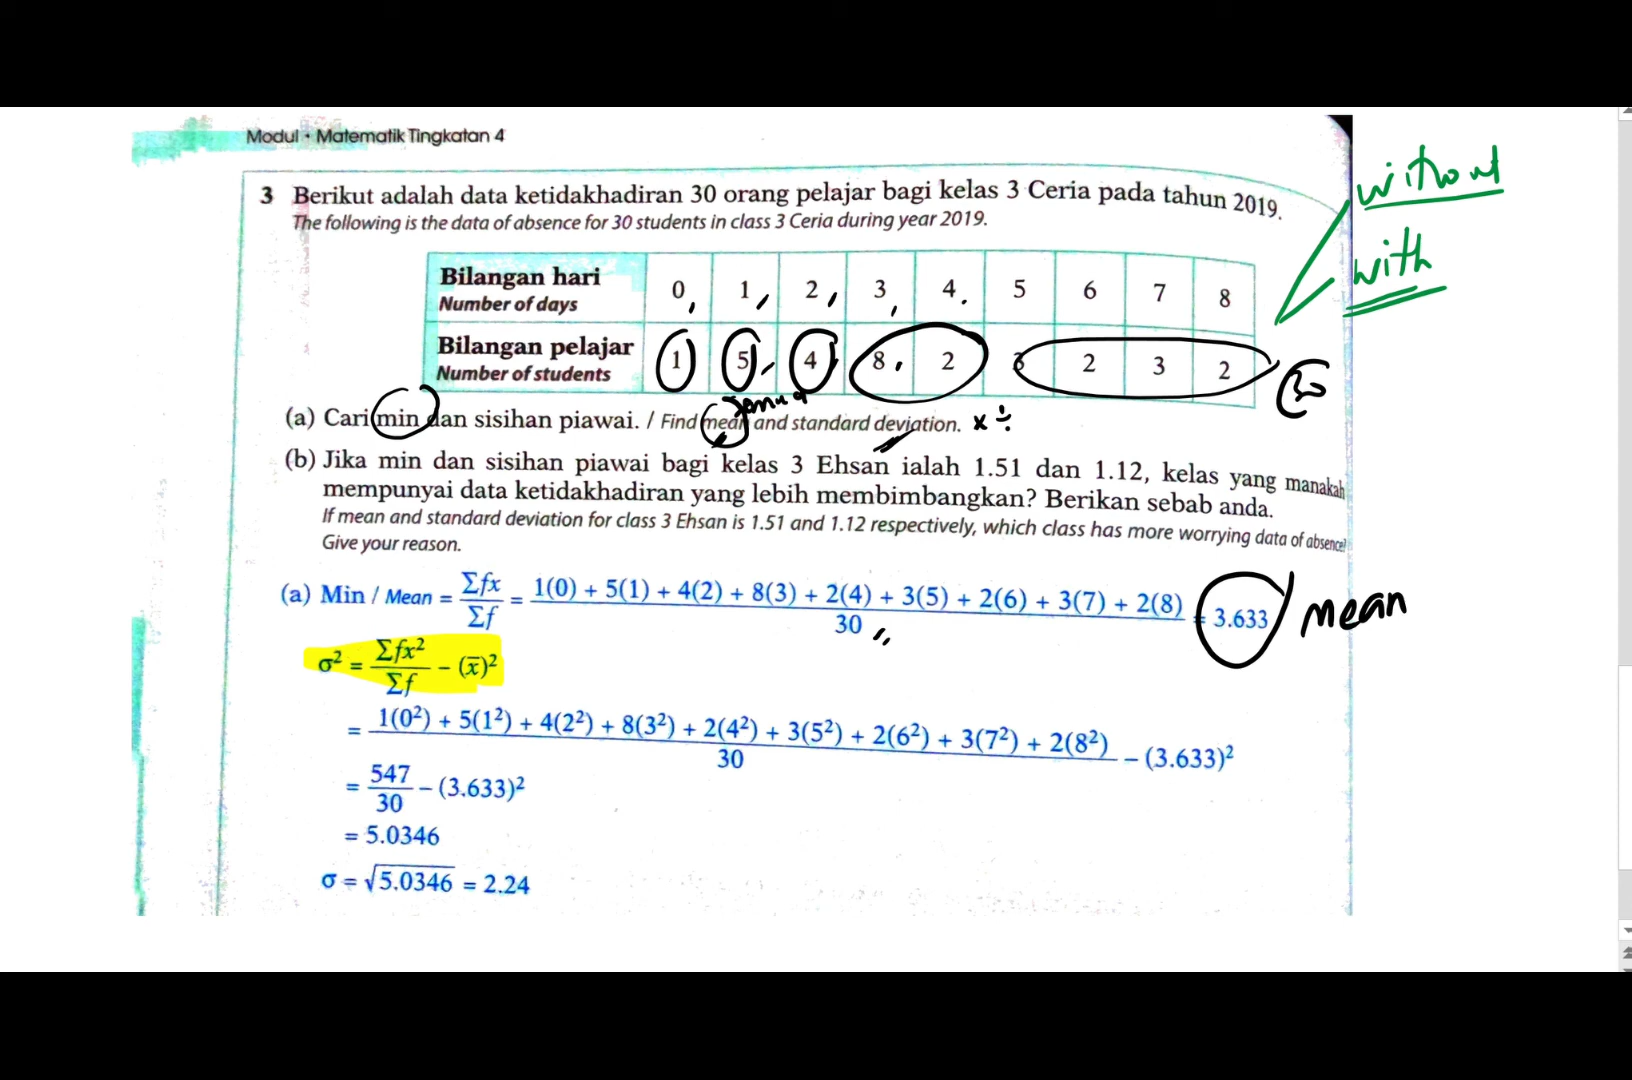 Modul • Matematik Tingkatan 4
3 Berikut adalah data ketidakhadiran 30 orang pelajar bagi kelas 3 Ceria pada tahun 2019.
The following is the data of absence for 30 students in class 3 Ceria during year 2019.
without
with
Bilangan hari
Number of days
0, 1, 2, 3, 4. 5 6 7 8
Bilangan pelajar
Number of students
1 5, 4 8. 2 3 2 3 2
30
(a) Cari min dan sisihan piawai. / Find mean and standard deviation. × ÷
(b) Jika min dan sisihan piawai bagi kelas 3 Ehsan ialah 1.51 dan 1.12, kelas yang manakah
mempunyai data ketidakhadiran yang lebih membimbangkan? Berikan sebab anda.
If mean and standard deviation for class 3 Ehsan is 1.51 and 1.12 respectively, which class has more worrying data of absence?
Give your reason.
(a) Min / Mean = Σfx/Σf = 1(0) + 5(1) + 4(2) + 8(3) + 2(4) + 3(5) + 2(6) + 3(7) + 2(8)/30 = 3.633 mean
σ² = Σfx²/Σf − (x̄)²
= 1(0²) + 5(1²) + 4(2²) + 8(3²) + 2(4²) + 3(5²) + 2(6²) + 3(7²) + 2(8²)/30 − (3.633)²
= 547/30 − (3.633)²
= 5.0346
σ = √5.0346 = 2.24